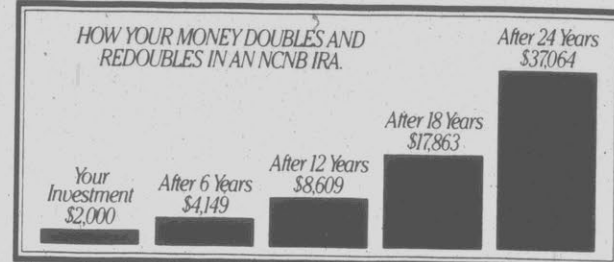 HOW YOUR MONEY DOUBLES AND
REDOUBLES IN AN NCNB IRA.
Your
Investment
$2,000
After 6 Years
$4,149
After 12 Years
$8,609
After 18 Years
$17,863
After 24 Years
$37,064